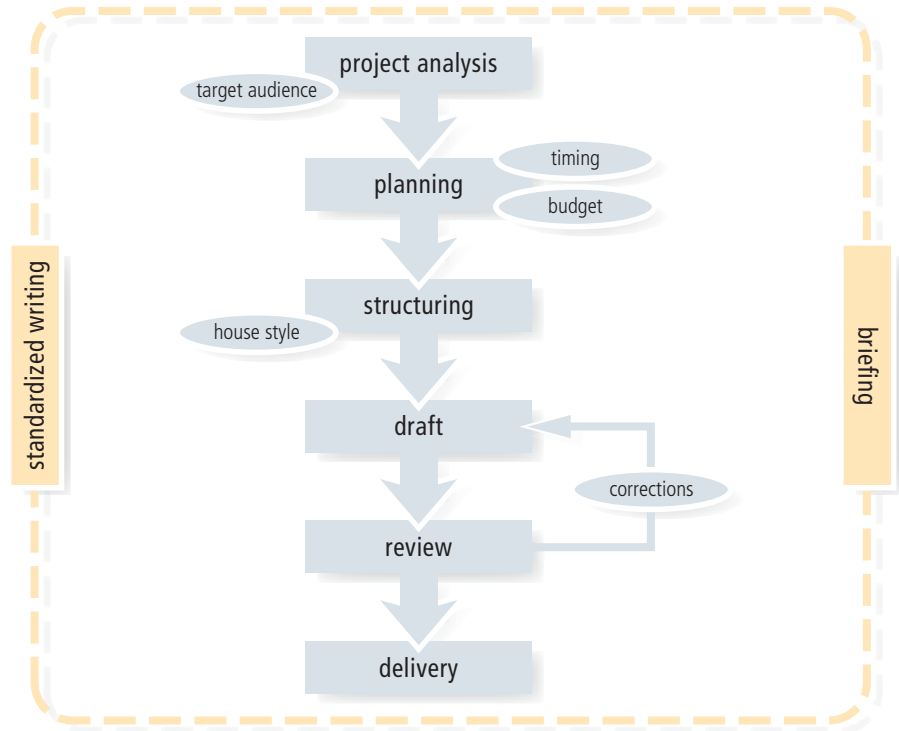 project analysis
target audience
timing
planning
budget
structuring
house style
standardized writing
briefing
draft
corrections
review
delivery